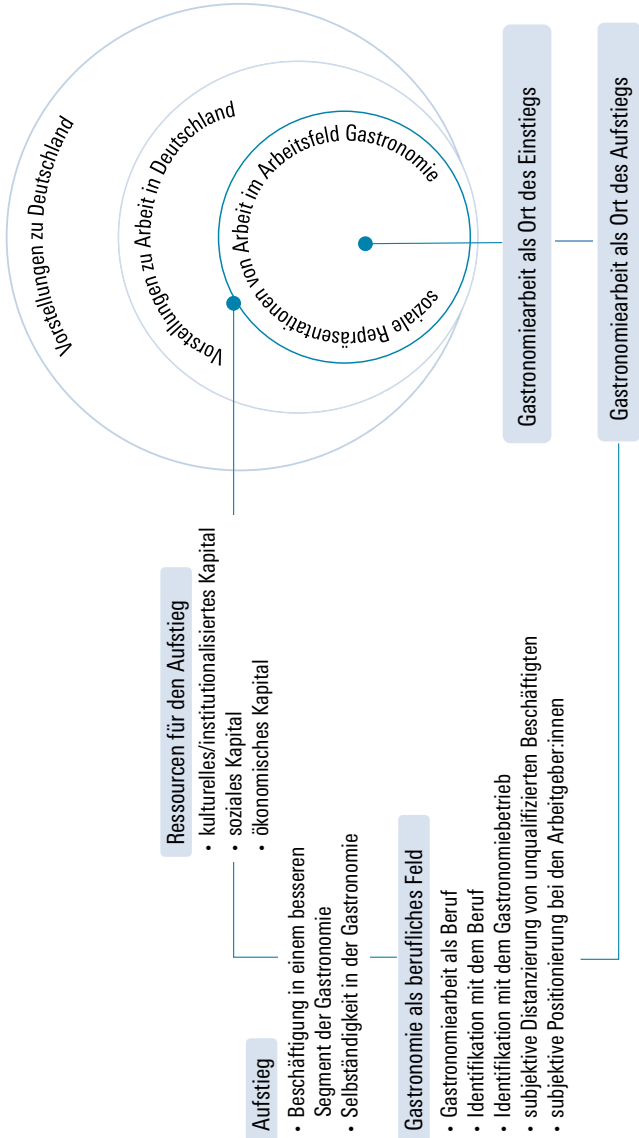 Aufstieg
• Beschäftigung in einem besseren
Segment der Gastronomie
• Selbständigkeit in der Gastronomie
Gastronomie als berufliches Feld
• Gastronomiearbeit als Beruf
• Identifikation mit dem Beruf
• Identifikation mit dem Gastronomiebetrieb
• subjektive Distanzierung von unqualifizierten Beschäftigten
• subjektive Positionierung bei den Arbeitgeber:innen
Ressourcen für den Aufstieg
• kulturelles/institutionalisiertes Kapital
• soziales Kapital
• ökonomisches Kapital
Vorstellungen zu Deutschland
Vorstellungen zu Arbeit in Deutschland
soziale Repräsentationen von Arbeit im Arbeitsfeld Gastronomie
Gastronomiearbeit als Ort des Einstiegs
Gastronomiearbeit als Ort des Aufstiegs